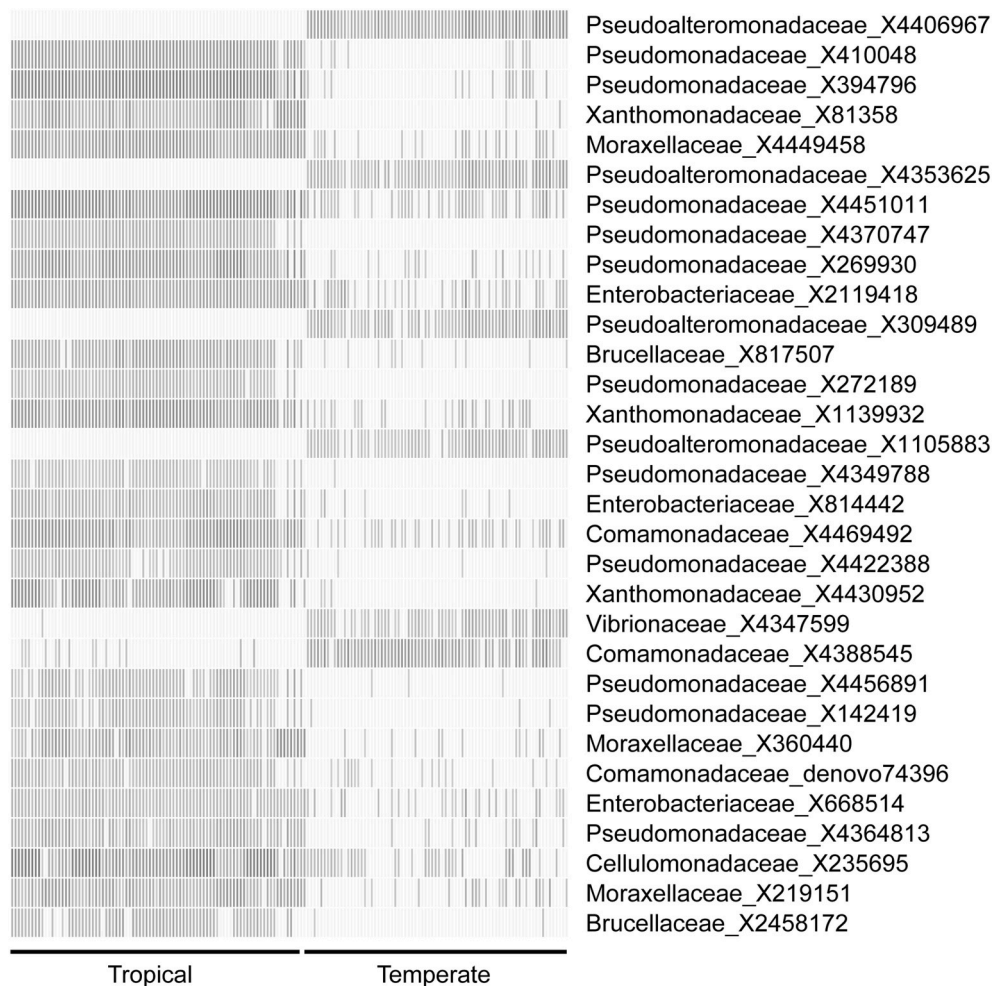 Pseudoalteromonadaceae_X4406967
Pseudomonadaceae_X410048
Pseudomonadaceae_X394796
Xanthomonadaceae_X81358
Moraxellaceae_X4449458
Pseudoalteromonadaceae_X4353625
Pseudomonadaceae_X4451011
Pseudomonadaceae_X4370747
Pseudomonadaceae_X269930
Enterobacteriaceae_X2119418
Pseudoalteromonadaceae_X309489
Brucellaceae_X817507
Pseudomonadaceae_X272189
Xanthomonadaceae_X1139932
Pseudoalteromonadaceae_X1105883
Pseudomonadaceae_X4349788
Enterobacteriaceae_X814442
Comamonadaceae_X4469492
Pseudomonadaceae_X4422388
Xanthomonadaceae_X4430952
Vibrionaceae_X4347599
Comamonadaceae_X4388545
Pseudomonadaceae_X4456891
Pseudomonadaceae_X142419
Moraxellaceae_X360440
Comamonadaceae_denovo74396
Enterobacteriaceae_X668514
Pseudomonadaceae_X4364813
Cellulomonadaceae_X235695
Moraxellaceae_X219151
Brucellaceae_X2458172
Tropical Temperate